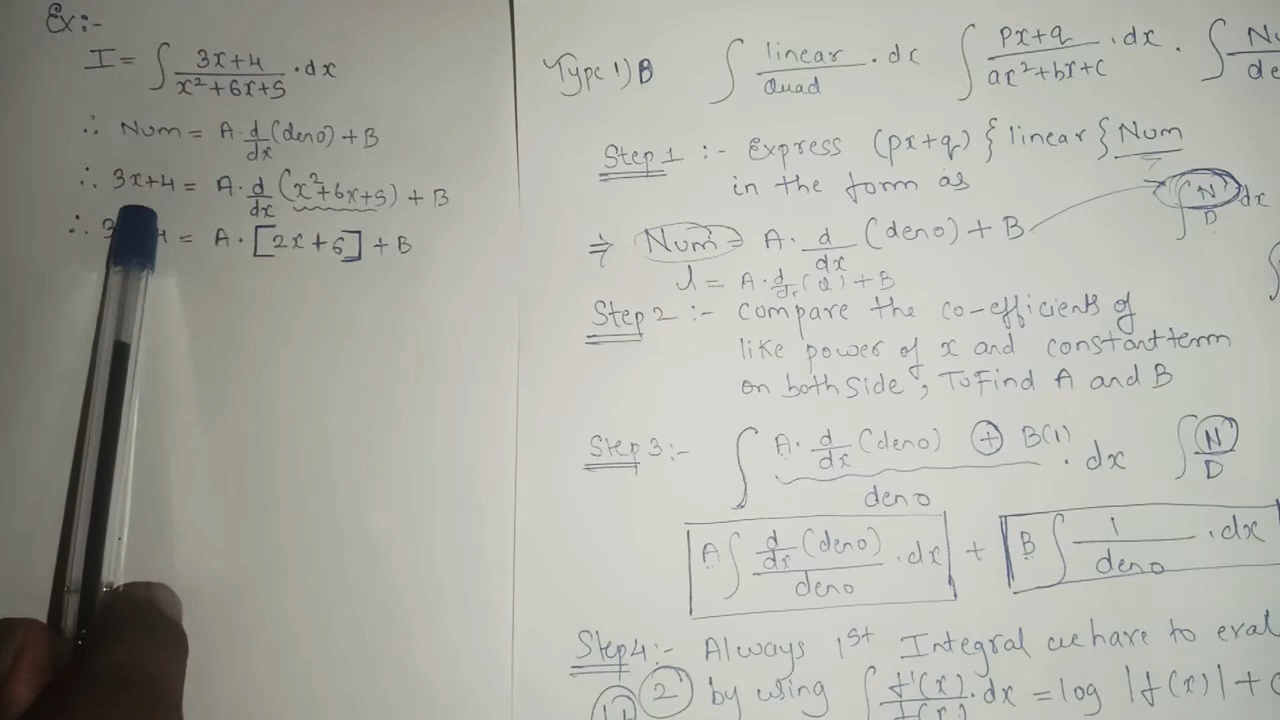 Ex:-
I = ∫ 3x+4 / x²+6x+5 · dx
∴ Num = A · d/dx (deno) + B
∴ 3x+4 = A · d/dx (x²+6x+5) + B
∴ 3 4 = A · [2x+6] + B
Type 1) B ∫ linear / Quad · dx ∫ px+q / ax²+bx+c · dx · ∫
Step 1 :- Express (px+q) {linear} Num
in the form as
∫ N / D dx
⇒ Num = A · d/dx (deno) + B
l = A · d/dx (Q) + B
Step 2 :- Compare the co-efficients of
like power of x and constant term
on both side, To Find A and B
Step 3 :- ∫ A · d/dx (deno) + B(1) / deno · dx ∫ N / D
A ∫ d/dx (deno) / deno · dx + B ∫ 1 / deno · dx
Step 4 :- Always 1st Integral we have to
2 by using ∫ f'(x) / f(x) · dx = log |f(x)| + c